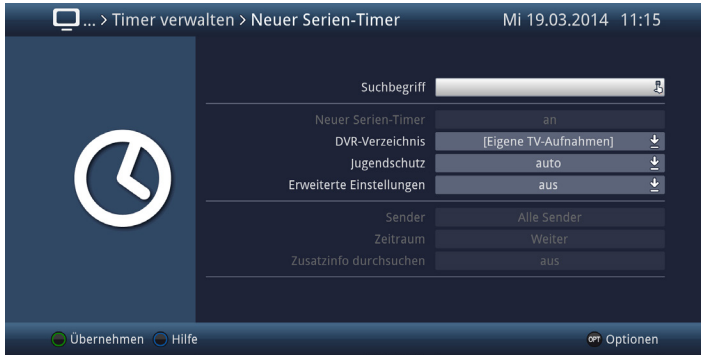 ... > Timer verwalten > Neuer Serien-Timer Mi 19.03.2014 11:15
Suchbegriff
Neuer Serien-Timer an
DVR-Verzeichnis [Eigene TV-Aufnahmen]
Jugendschutz auto
Erweiterte Einstellungen aus
Sender Alle Sender
Zeitraum Weiter
Zusatzinfo durchsuchen aus
Übernehmen Hilfe OPT Optionen